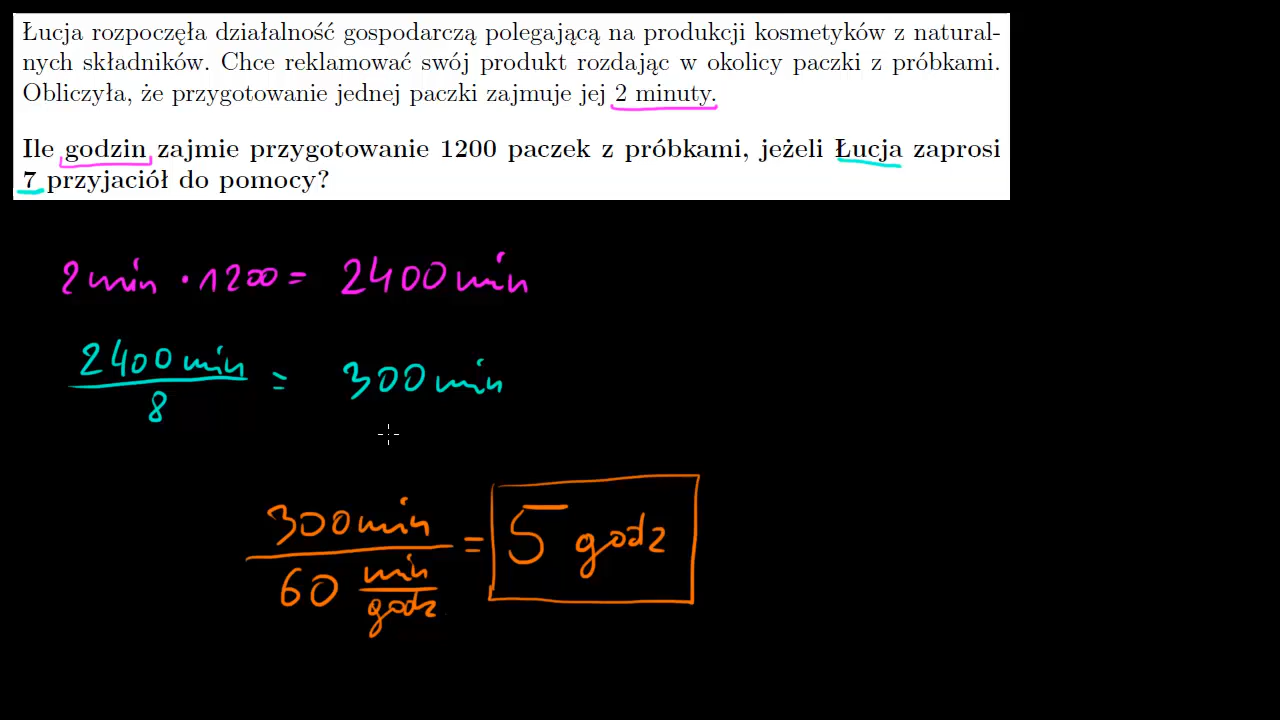 Łucja rozpoczęła działalność gospodarczą polegającą na produkcji kosmetyków z natural-
nych składników. Chce reklamować swój produkt rozdając w okolicy paczki z próbkami.
Obliczyła, że przygotowanie jednej paczki zajmuje jej 2 minuty.
Ile godzin zajmie przygotowanie 1200 paczek z próbkami, jeżeli Łucja zaprosi
7 przyjaciół do pomocy?
2 min · 1200 = 2400 min
2400 min
8
= 300 min
300 min
60 min
godz
= 5 godz